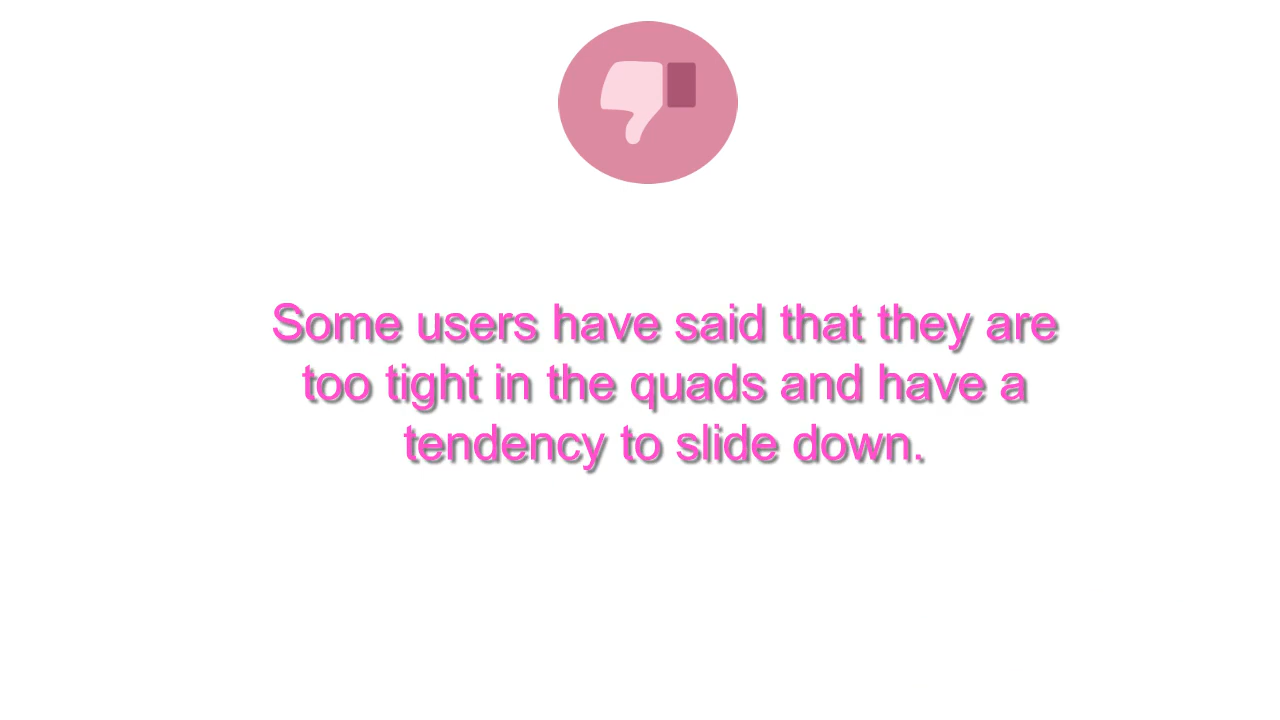 Some users have said that they are
too tight in the quads and have a
tendency to slide down.